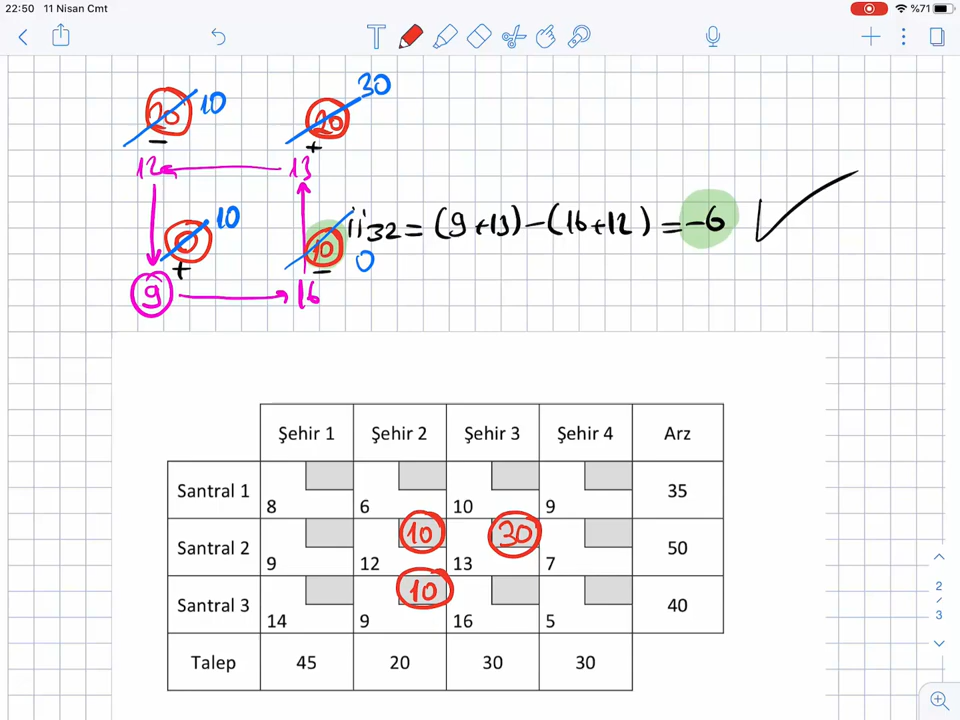 22:50 11 Nisan Cmt %71
30
20 10 20
- +
12 13
10 10 ii32 = (9+13) - (16+12) = -6
0 0
+ -
9 16
Şehir 1 Şehir 2 Şehir 3 Şehir 4 Arz
Santral 1 8 6 10 9 35
Santral 2 9 10 12 30 13 7 50
Santral 3 14 10 9 16 5 40
Talep 45 20 30 30
2
/
3